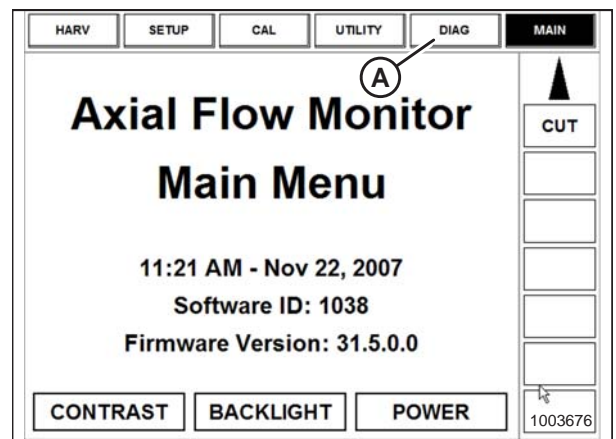 HARV SETUP CAL UTILITY DIAG MAIN
A
CUT
Axial Flow Monitor
Main Menu
11:21 AM - Nov 22, 2007
Software ID: 1038
Firmware Version: 31.5.0.0
CONTRAST BACKLIGHT POWER
1003676